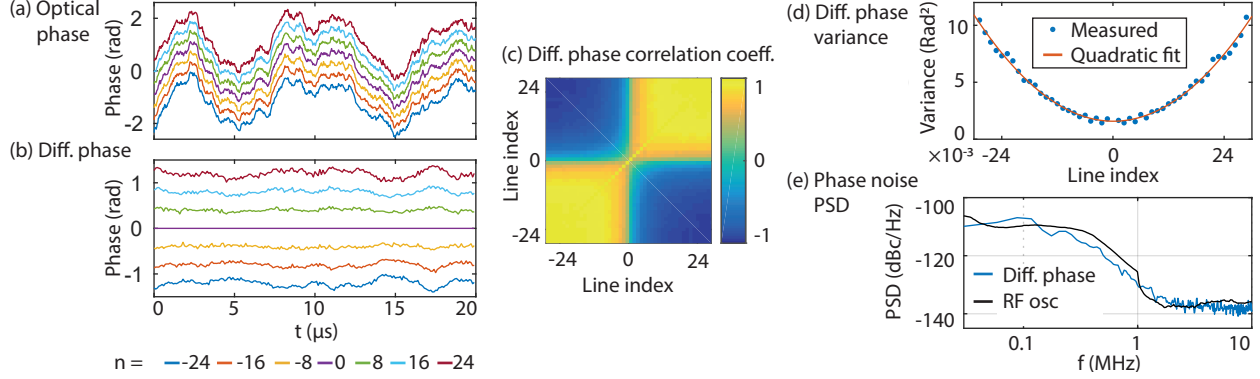 (a) Optical
phase
Phase (rad)
2
0
-2
(b) Diff. phase
Phase (rad)
1
0
-1
0
5
10
15
20
t (μs)
n =
-24
-16
-8
0
8
16
24
(c) Diff. phase correlation coeff.
Line index
24
0
-24
-24
0
24
Line index
1
0
-1
(d) Diff. phase
variance
Variance (Rad²)
10
5
0
×10⁻³
-24
0
24
Line index
Measured
Quadratic fit
(e) Phase noise
PSD
PSD (dBc/Hz)
-100
-120
-140
Diff. phase
RF osc
0.1
1
10
f (MHz)